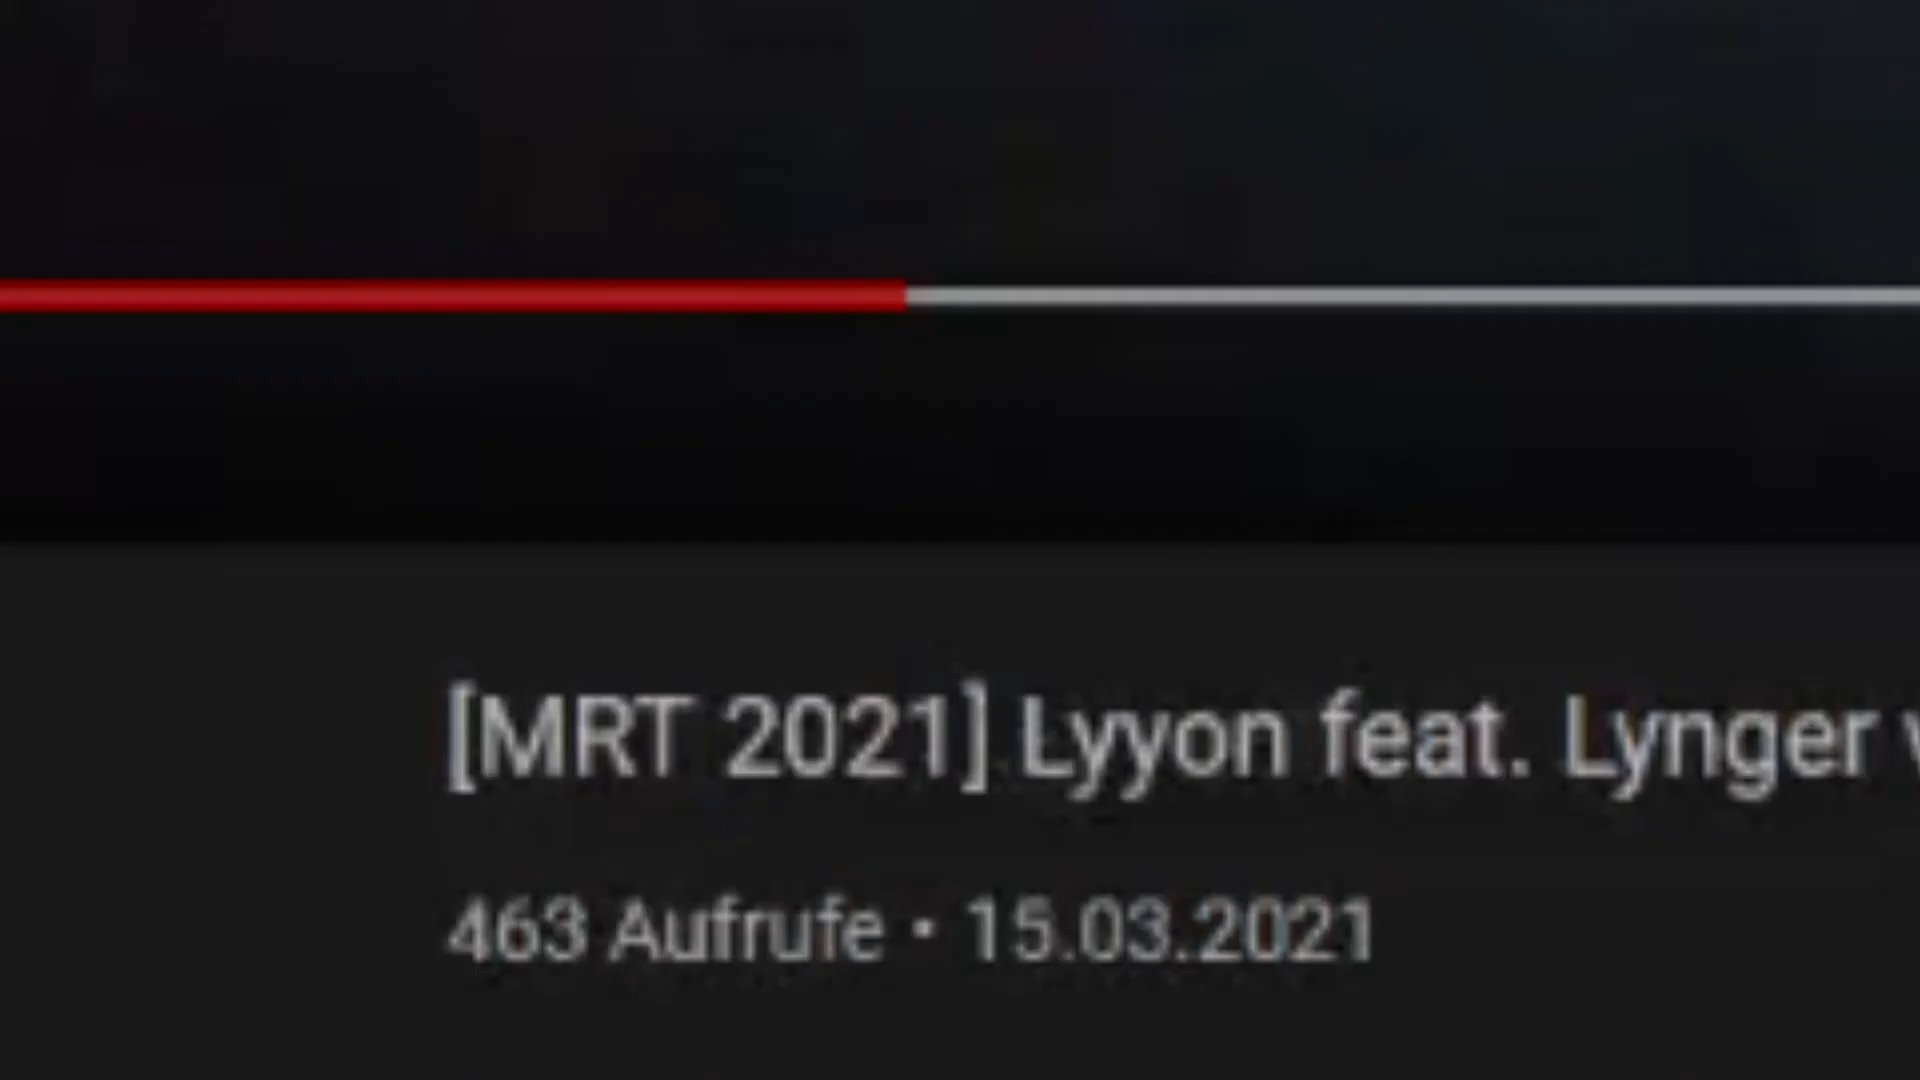 [MRT 2021] Lyyon feat. Lynger
463 Aufrufe • 15.03.2021